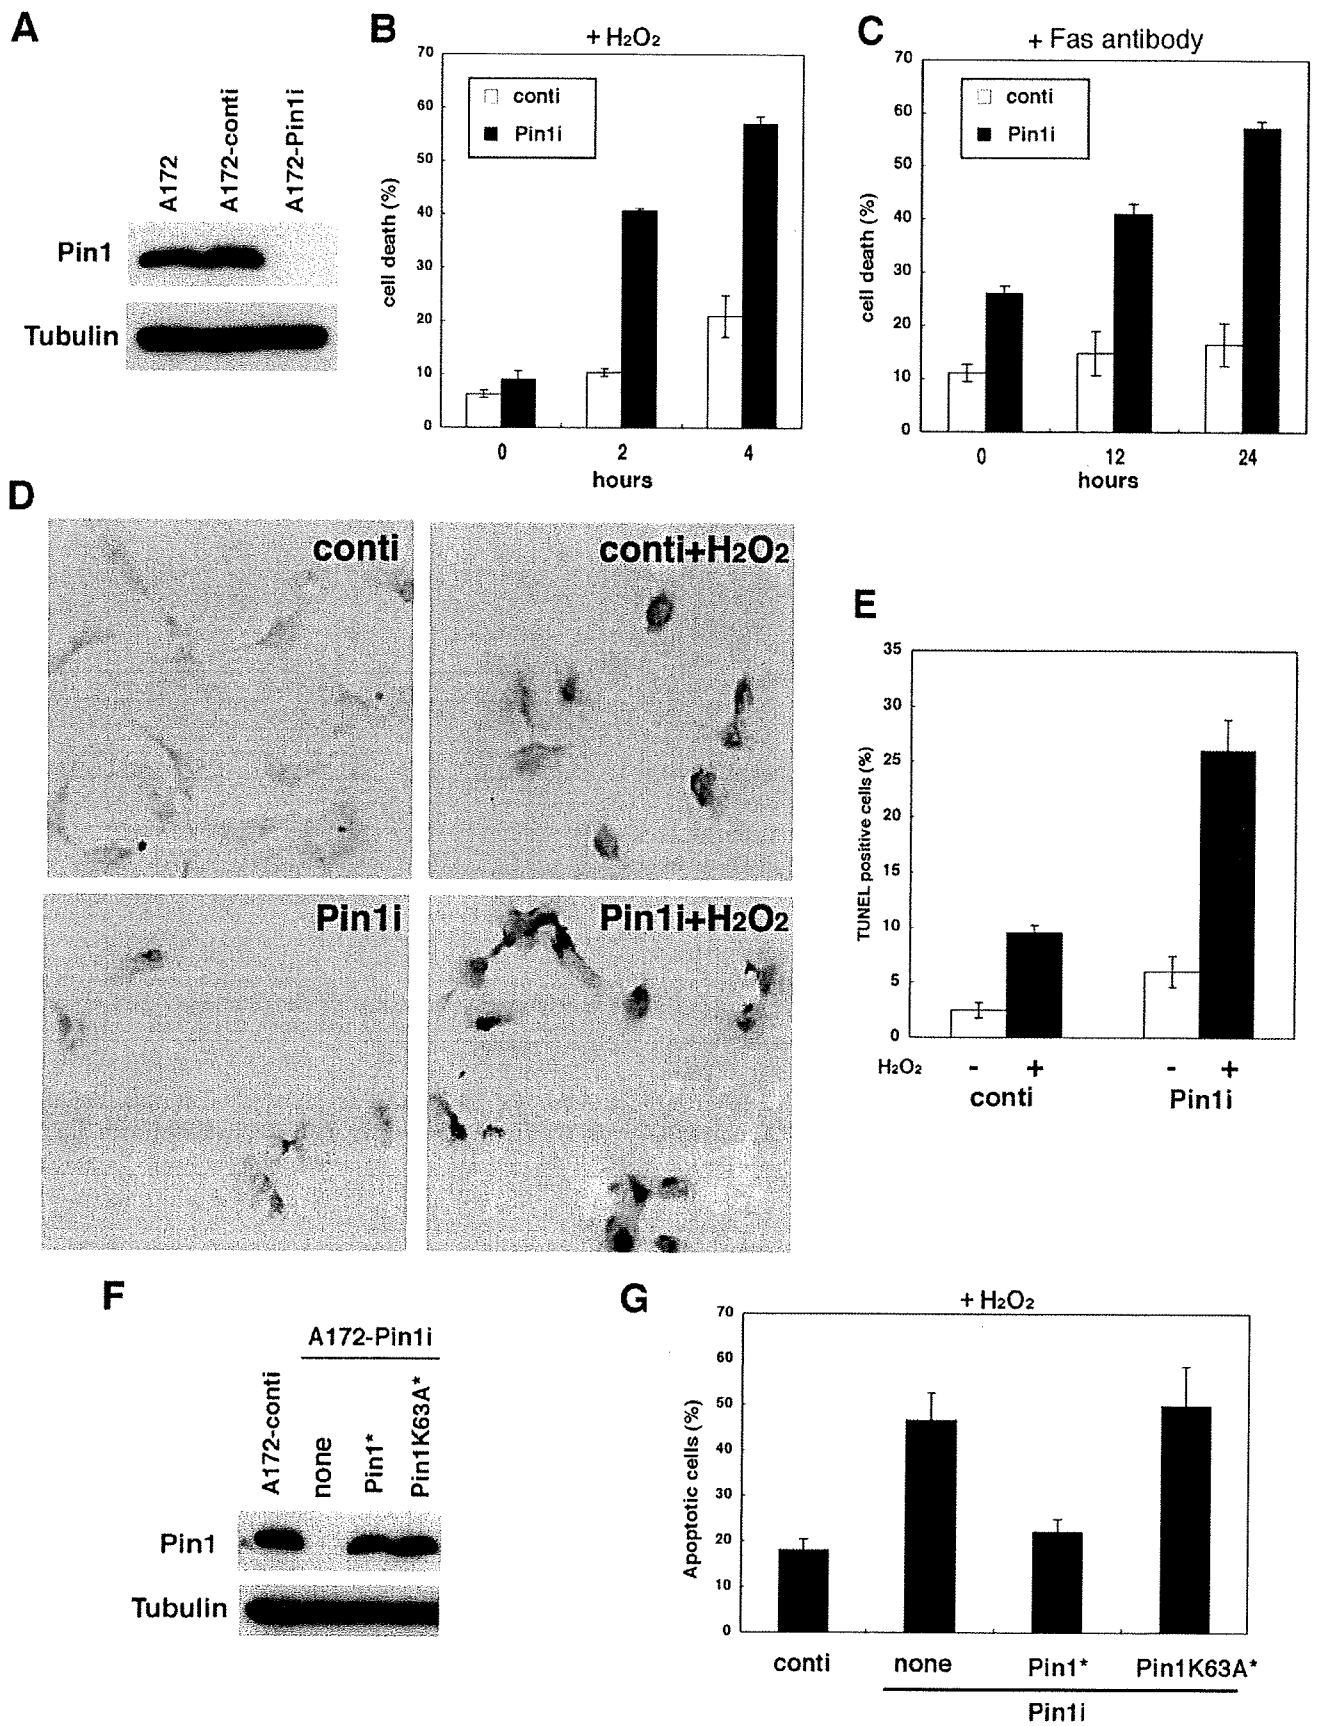 A
A172
A172-conti
A172-Pin1i
Pin1
Tubulin
B
+ H2O2
70
60
50
40
30
20
10
0
cell death (%)
conti
Pin1i
0 2 4
hours
C
+ Fas antibody
70
60
50
40
30
20
10
0
cell death (%)
conti
Pin1i
0 12 24
hours
D
conti
conti+H2O2
Pin1i
Pin1i+H2O2
E
35
30
25
20
15
10
5
0
TUNEL positive cells (%)
H2O2 - + - +
conti Pin1i
F
A172-Pin1i
A172-conti
none
Pin1*
Pin1K63A*
Pin1
Tubulin
G
+ H2O2
70
60
50
40
30
20
10
0
Apoptotic cells (%)
conti none Pin1* Pin1K63A*
Pin1i